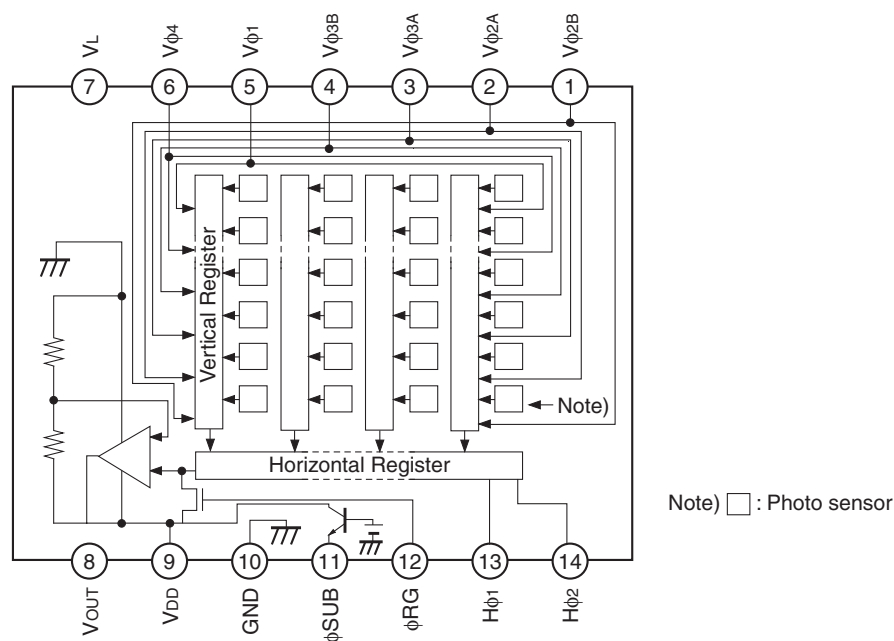 VL Vϕ4 Vϕ1 Vϕ3B Vϕ3A Vϕ2A Vϕ2B
7 6 5 4 3 2 1
Vertical Register
Note)
Horizontal Register
Note) □ : Photo sensor
8 9 10 11 12 13 14
VOUT VDD GND ϕSUB ϕRG Hϕ1 Hϕ2